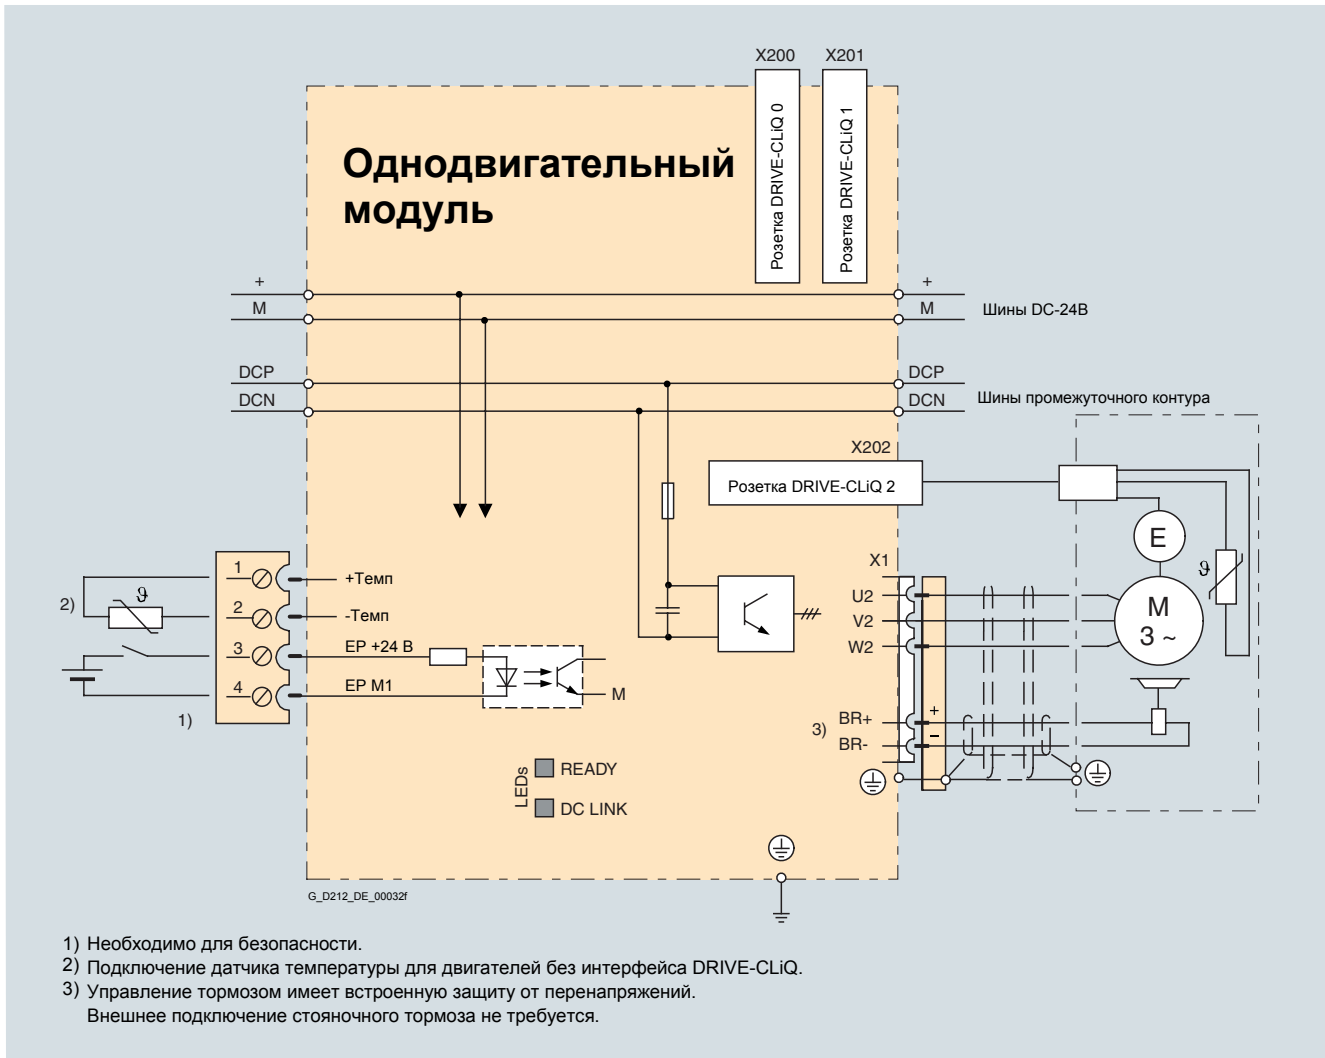 X200
X201
Розетка DRIVE-CLiQ 0
Розетка DRIVE-CLiQ 1
Однодвигательный
модуль
+
+
M
M
Шины DC-24В
DCP
DCP
DCN
DCN
Шины промежуточного контура
X202
Розетка DRIVE-CLiQ 2
E
ϑ
X1
1
+Темп
2)
ϑ
2
-Темп
U2
V2
W2
M
3 ~
3
EP +24 В
4
EP M1
M
1)
3)
BR+
+
BR-
−
LEDs
READY
DC LINK
G_D212_DE_00032f
1) Необходимо для безопасности.
2) Подключение датчика температуры для двигателей без интерфейса DRIVE-CLiQ.
3) Управление тормозом имеет встроенную защиту от перенапряжений.
Внешнее подключение стояночного тормоза не требуется.